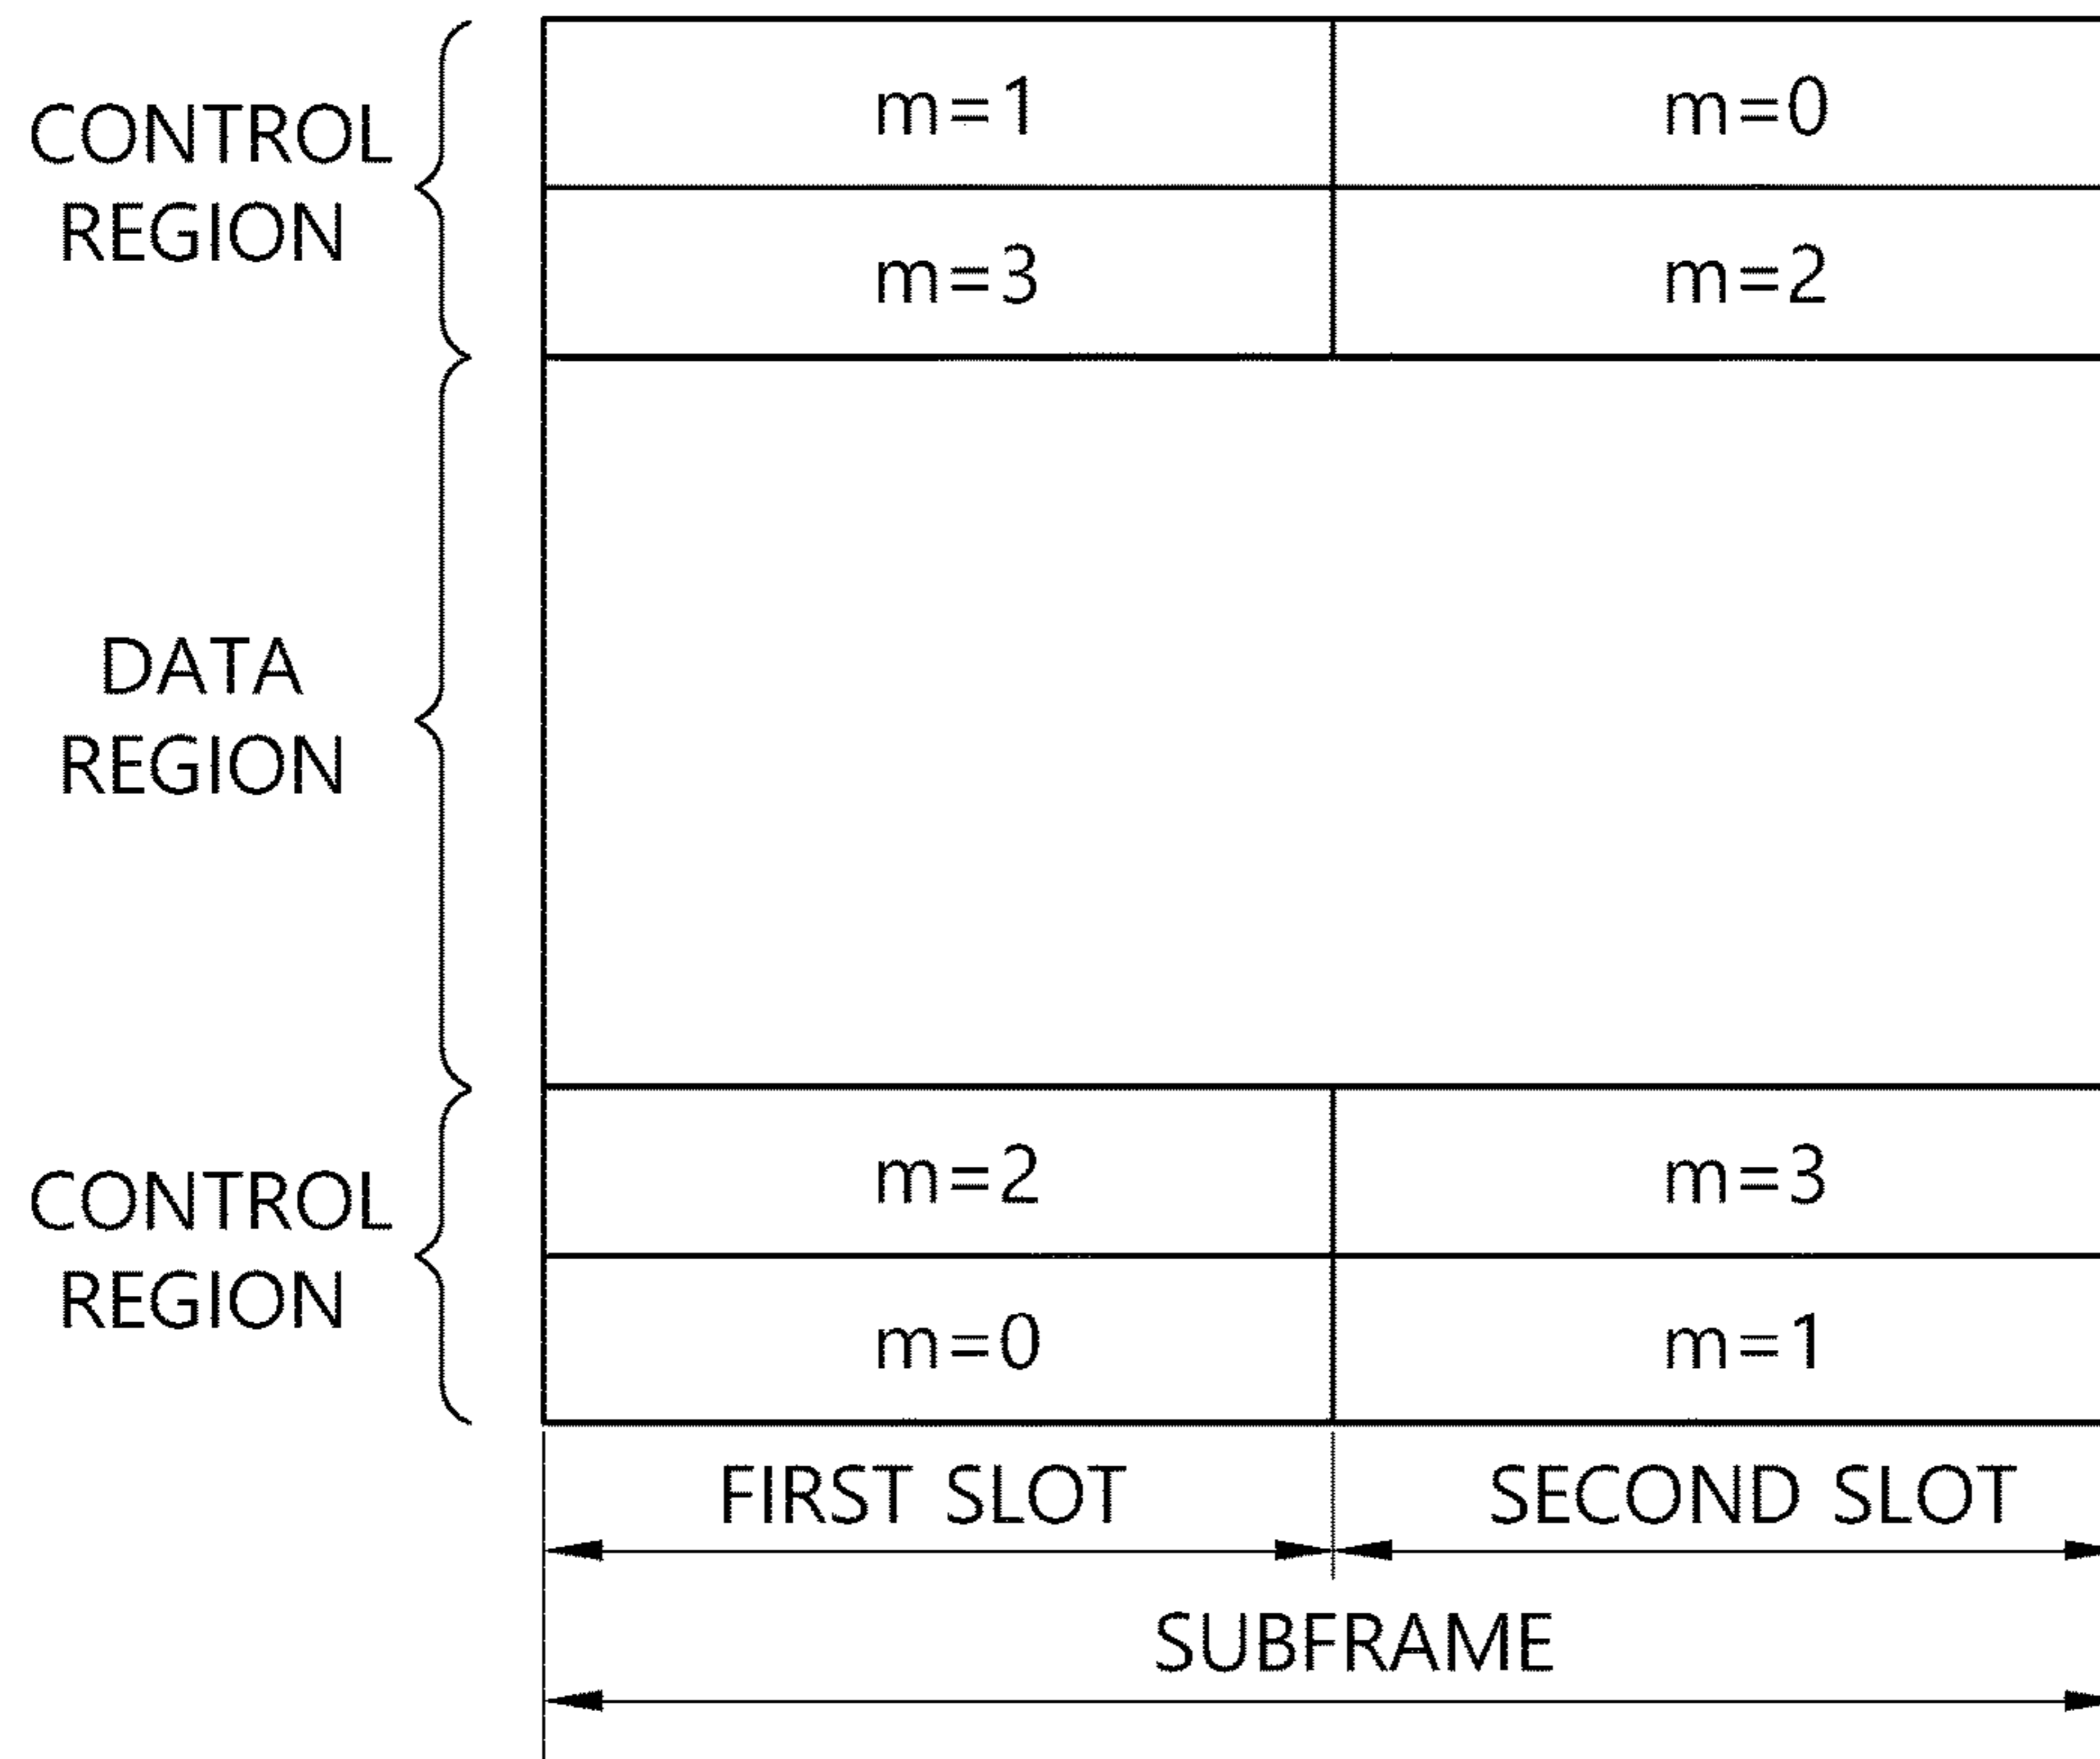 CONTROL
REGION
m=1
m=0
m=3
m=2
DATA
REGION
CONTROL
REGION
m=2
m=3
m=0
m=1
FIRST SLOT
SECOND SLOT
SUBFRAME